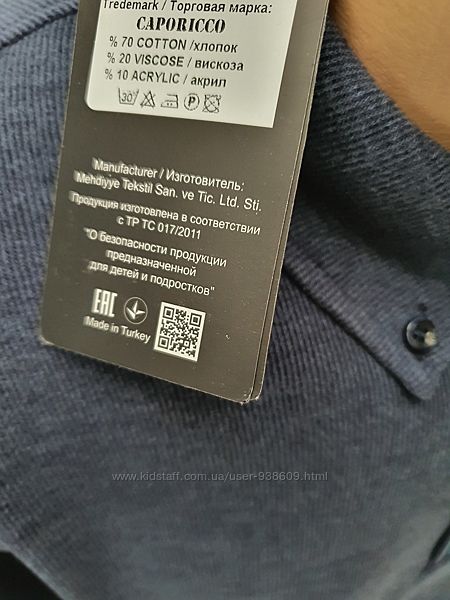 Tredemark / Торговая марка:
CAPORICCO
% 70 COTTON /хлопок
% 20 VISCOSE / вискоза
% 10 ACRYLIC / акрил
30
P
Manufacturer / Изготовитель:
Mehdiyye Tekstil San. ve Tic. Ltd. Sti.
Продукция изготовлена в соответствии
с ТР ТС 017/2011
"О безопасности продукции
предназначенной
для детей и подростков"
EAC
Made in Turkey
www.kidstaff.com.ua/user-938609.html